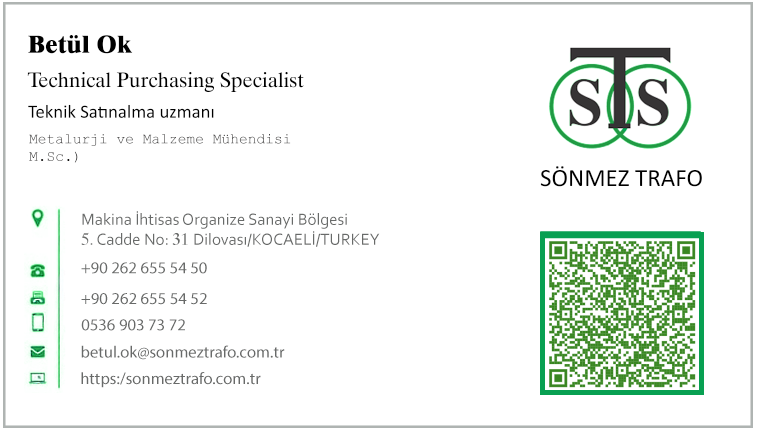 Betül Ok
Technical Purchasing Specialist
Teknik Satınalma uzmanı
Metalurji ve Malzeme Mühendisi
M.Sc.)
STS
SÖNMEZ TRAFO
Makina İhtisas Organize Sanayi Bölgesi
5. Cadde No: 31 Dilovası/KOCAELİ/TURKEY
+90 262 655 54 50
+90 262 655 54 52
0536 903 73 72
betul.ok@sonmeztrafo.com.tr
https:/sonmeztrafo.com.tr